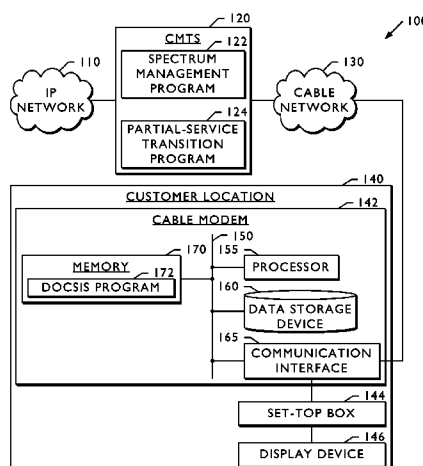 100
120
CMTS
122
SPECTRUM
MANAGEMENT
PROGRAM
124
PARTIAL-SERVICE
TRANSITION
PROGRAM
110
IP
NETWORK
130
CABLE
NETWORK
140
CUSTOMER LOCATION
142
CABLE MODEM
150
170
MEMORY
172
DOCSIS PROGRAM
155
PROCESSOR
160
DATA STORAGE
DEVICE
165
COMMUNICATION
INTERFACE
144
SET-TOP BOX
146
DISPLAY DEVICE